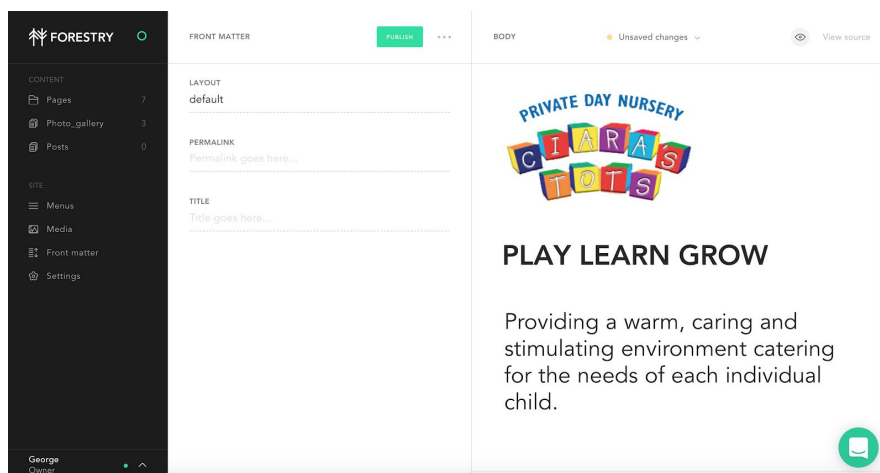 FORESTRY
CONTENT
Pages 7
Photo_gallery 3
Posts 0
SITE
Menus
Media
Front matter
Settings
George
Owner
FRONT MATTER
PUBLISH
LAYOUT
default
PERMALINK
Permalink goes here...
TITLE
Title goes here...
BODY
Unsaved changes
View source
PRIVATE DAY NURSERY
CIARA'S
TOTS
PLAY LEARN GROW
Providing a warm, caring and
stimulating environment catering
for the needs of each individual
child.